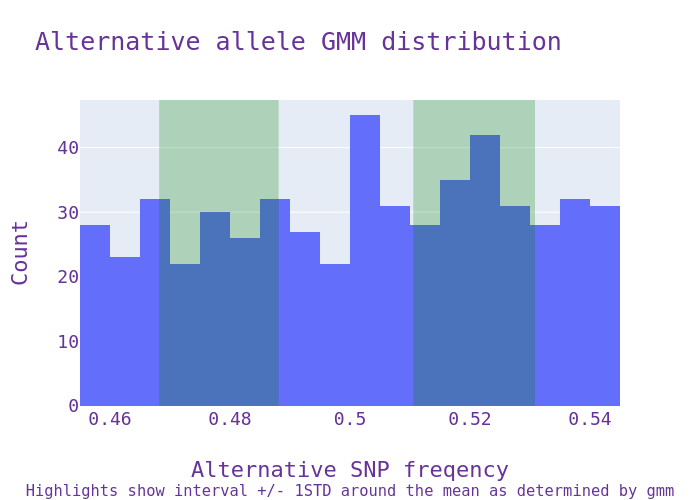 Alternative allele GMM distribution
Count
40
30
20
10
0
0.46 0.48 0.5 0.52 0.54
Alternative SNP freqency
Highlights show interval +/- 1STD around the mean as determined by gmm